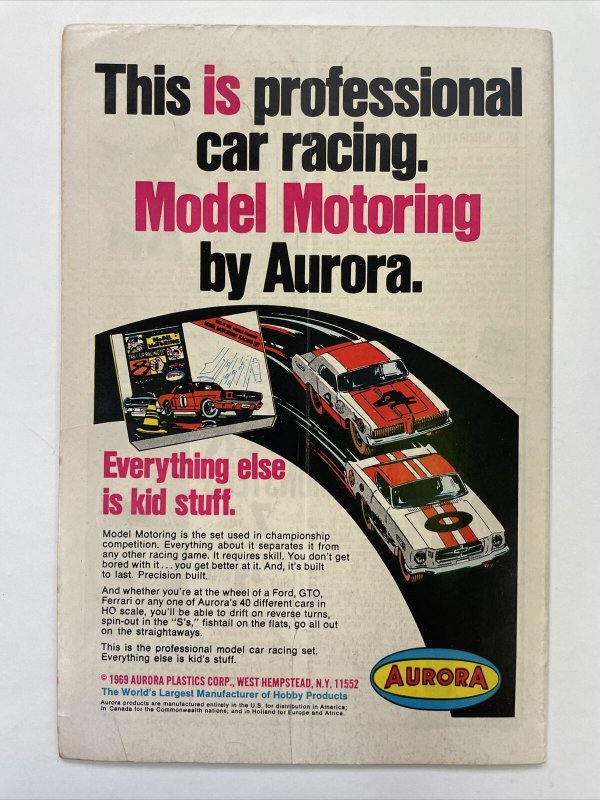 This is professional
car racing.
Model Motoring
by Aurora.
Everything else
is kid stuff.
Model Motoring is the set used in championship
competition. Everything about it separates it from
any other racing game. It requires skill. You don't get
bored with it...you get better at it. And, it's built
to last. Precision built.
And whether you're at the wheel of a Ford, GTO,
Ferrari or any one of Aurora's 40 different cars in
HO scale, you'll be able to drift on reverse turns,
spin-out in the "S's," fishtail on the flats, go all out
on the straightaways.
This is the professional model car racing set.
Everything else is kid's stuff.
© 1969 AURORA PLASTICS CORP., WEST HEMPSTEAD, N.Y. 11552
The World's Largest Manufacturer of Hobby Products
Aurora products are manufactured entirely in the U.S. for distribution in America;
in Canada for the Commonwealth nations; and in Holland for Europe and Africa.
AURORA
4
0
1